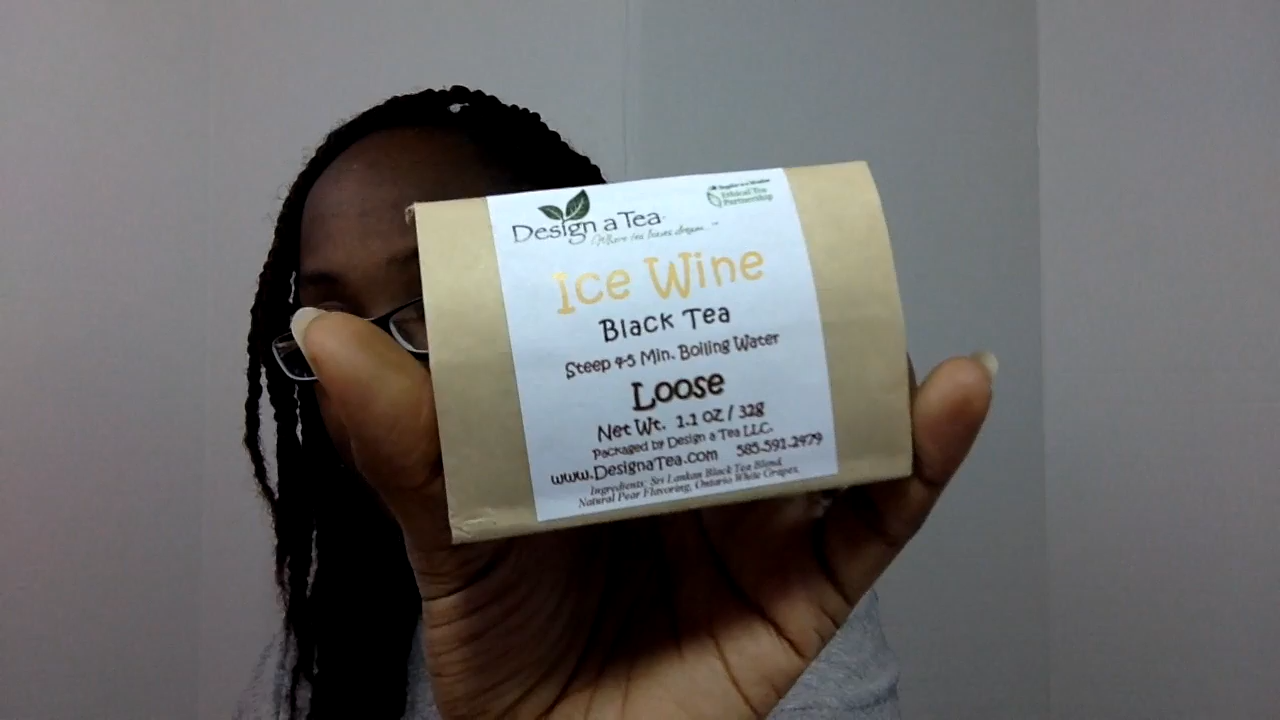 Design a Tea
Where tea leaves dream...™
Ethical Tea
Partnership
Ice Wine
Black Tea
Steep 4-5 Min. Boiling Water
Loose
Net Wt. 1.1 oz / 32g
Packaged by Design a Tea LLC.
www.DesignaTea.com 585.591.2479
Ingredients: Sri Lankan Black Tea Blend,
Natural Pear Flavoring, Ontario White Grapes.